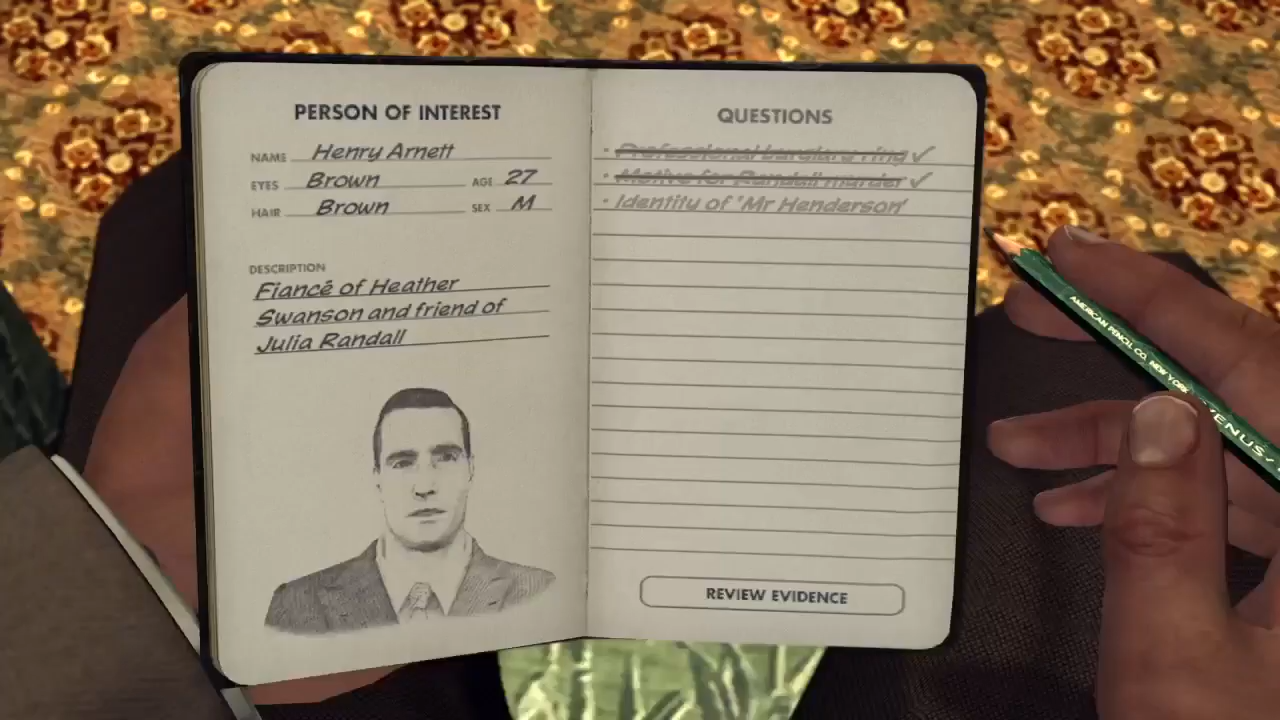 PERSON OF INTEREST
NAME Henry Arnett
EYES Brown AGE 27
HAIR Brown SEX M
DESCRIPTION
Fiancé of Heather
Swanson and friend of
Julia Randall
QUESTIONS
· Professional burglars ring ✓
· Motive for Randall murder ✓
· Identity of 'Mr Henderson'
REVIEW EVIDENCE
AMERICAN PENCIL CO. NEW YORK
VENUS